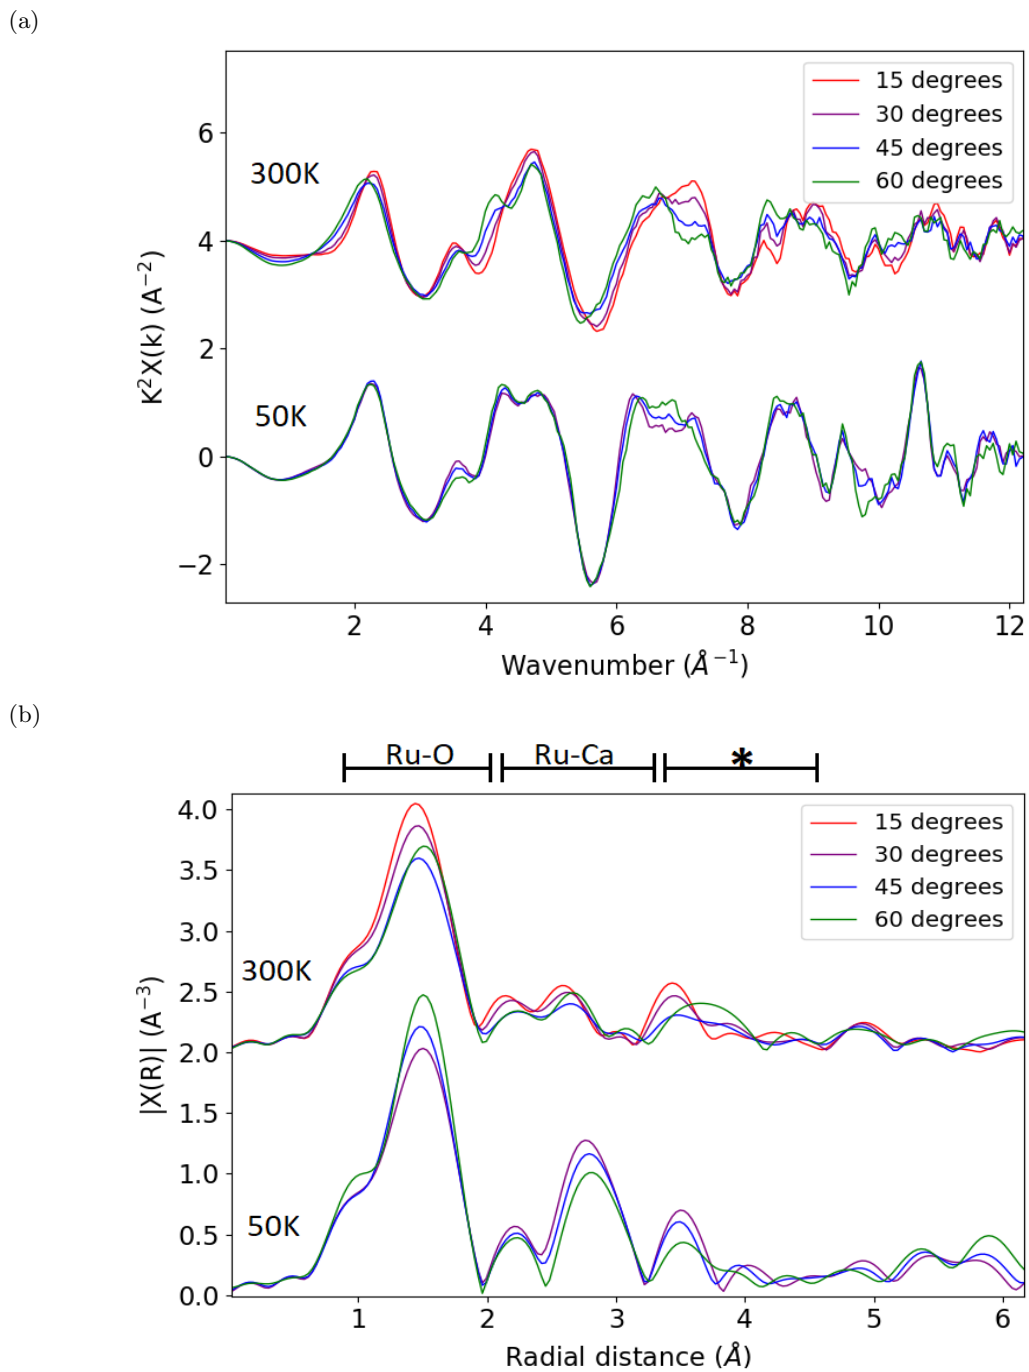 (a)
6
4
2
0
−2
300K
50K
15 degrees
30 degrees
45 degrees
60 degrees
K²X(k) (A⁻²)
2 4 6 8 10 12
Wavenumber (Å⁻¹)
(b)
Ru-O Ru-Ca *
4.0
3.5
3.0
2.5
2.0
1.5
1.0
0.5
0.0
300K
50K
15 degrees
30 degrees
45 degrees
60 degrees
|X(R)| (A⁻³)
1 2 3 4 5 6
Radial distance (Å)